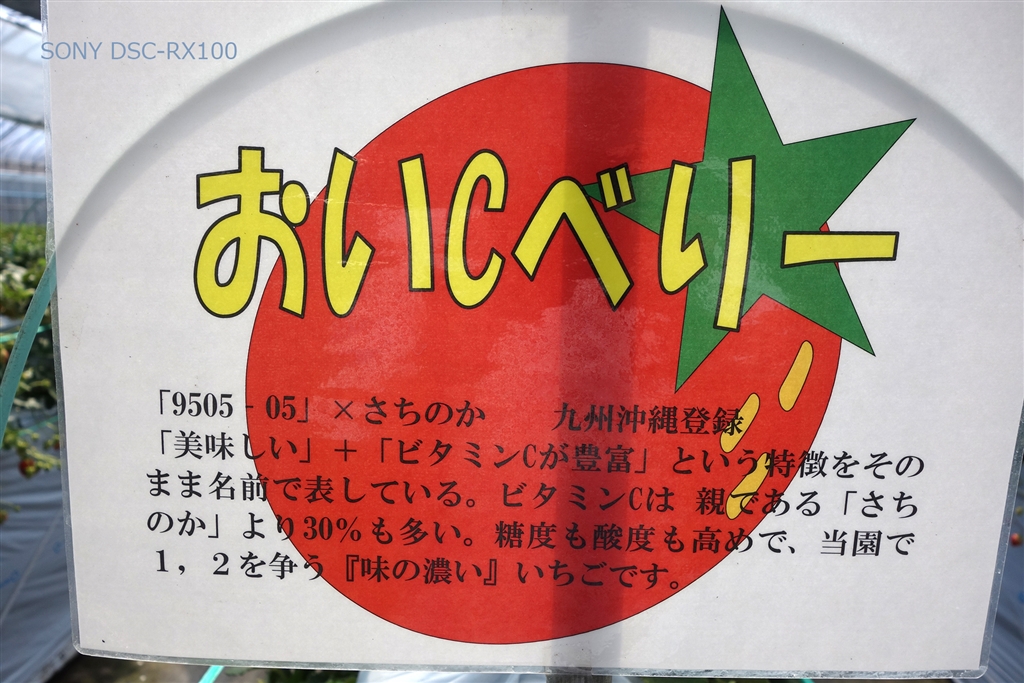 SONY DSC-RX100
おいCベリー
「9505-05」×さちのか　　九州沖縄登録
「美味しい」＋「ビタミンCが豊富」という特徴をその
まま名前で表している。ビタミンCは 親である「さち
のか」より30%も多い。糖度も酸度も高めで、当園で
１，２を争う『味の濃い』いちごです。